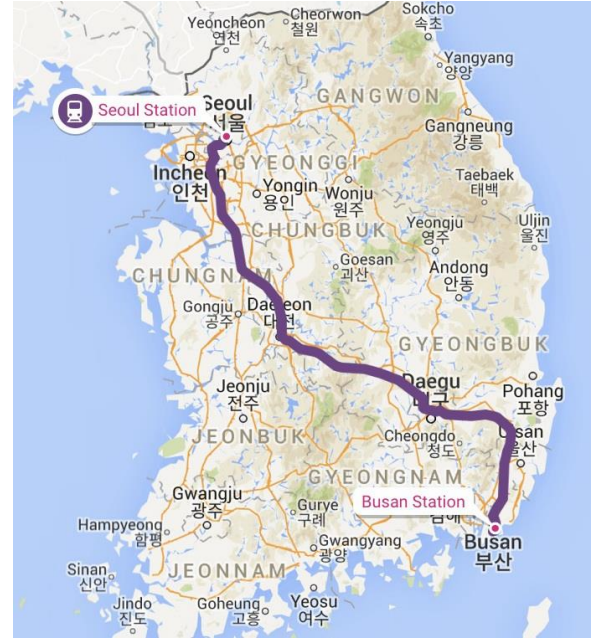 Sokcho
속초
Cheorwon
철원
Yeoncheon
연천
Yangyang
양양
GANGWON
Seoul Station
Seoul
서울
Gangneung
강릉
GYEONGGI
Incheon
인천
Yongin
용인
Wonju
원주
Taebaek
태백
CHUNGBUK
Yeongju
영주
Uljin
울진
Goesan
괴산
Andong
안동
CHUNGNAM
Gongju
공주
Daejeon
대전
GYEONGBUK
Jeonju
전주
Daegu
대구
Pohang
포항
JEONBUK
Cheongdo
청도
Ulsan
울산
GYEONGNAM
Busan Station
Gwangju
광주
Gurye
구례
Hampyeong
함평
Gwangyang
광양
Busan
부산
Sinan
신안
JEONNAM
Yeosu
여수
Jindo
진도
Goheung
고흥